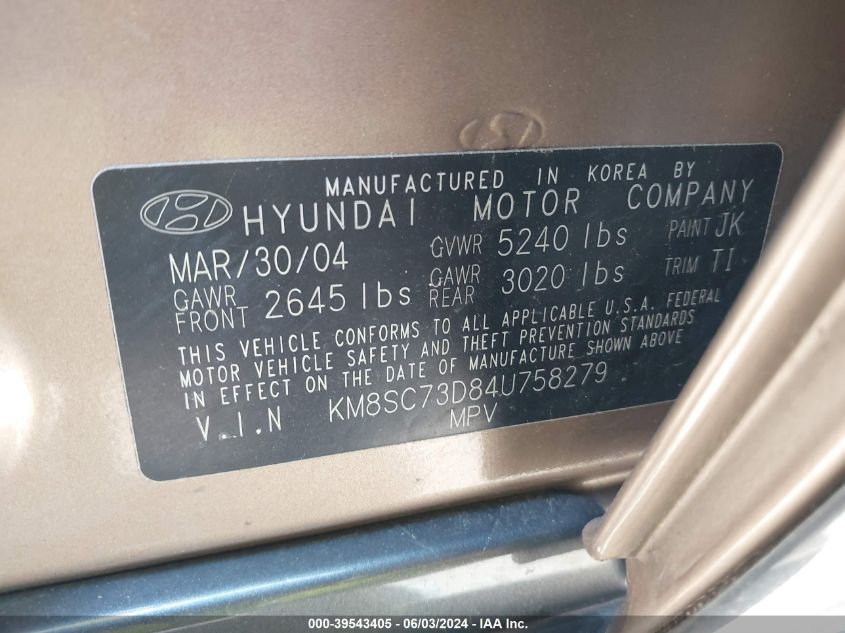 MANUFACTURED IN KOREA BY
HYUNDAI MOTOR COMPANY
MAR/30/04 GVWR 5240 lbs PAINT JK
GAWR FRONT 2645 lbs GAWR REAR 3020 lbs TRIM TI
THIS VEHICLE CONFORMS TO ALL APPLICABLE U.S.A. FEDERAL
MOTOR VEHICLE SAFETY AND THEFT PREVENTION STANDARDS
IN EFFECT ON THE DATE OF MANUFACTURE SHOWN ABOVE
V.I.N KM8SC73D84U758279
MPV
000-39543405 - 06/03/2024 - IAA Inc.